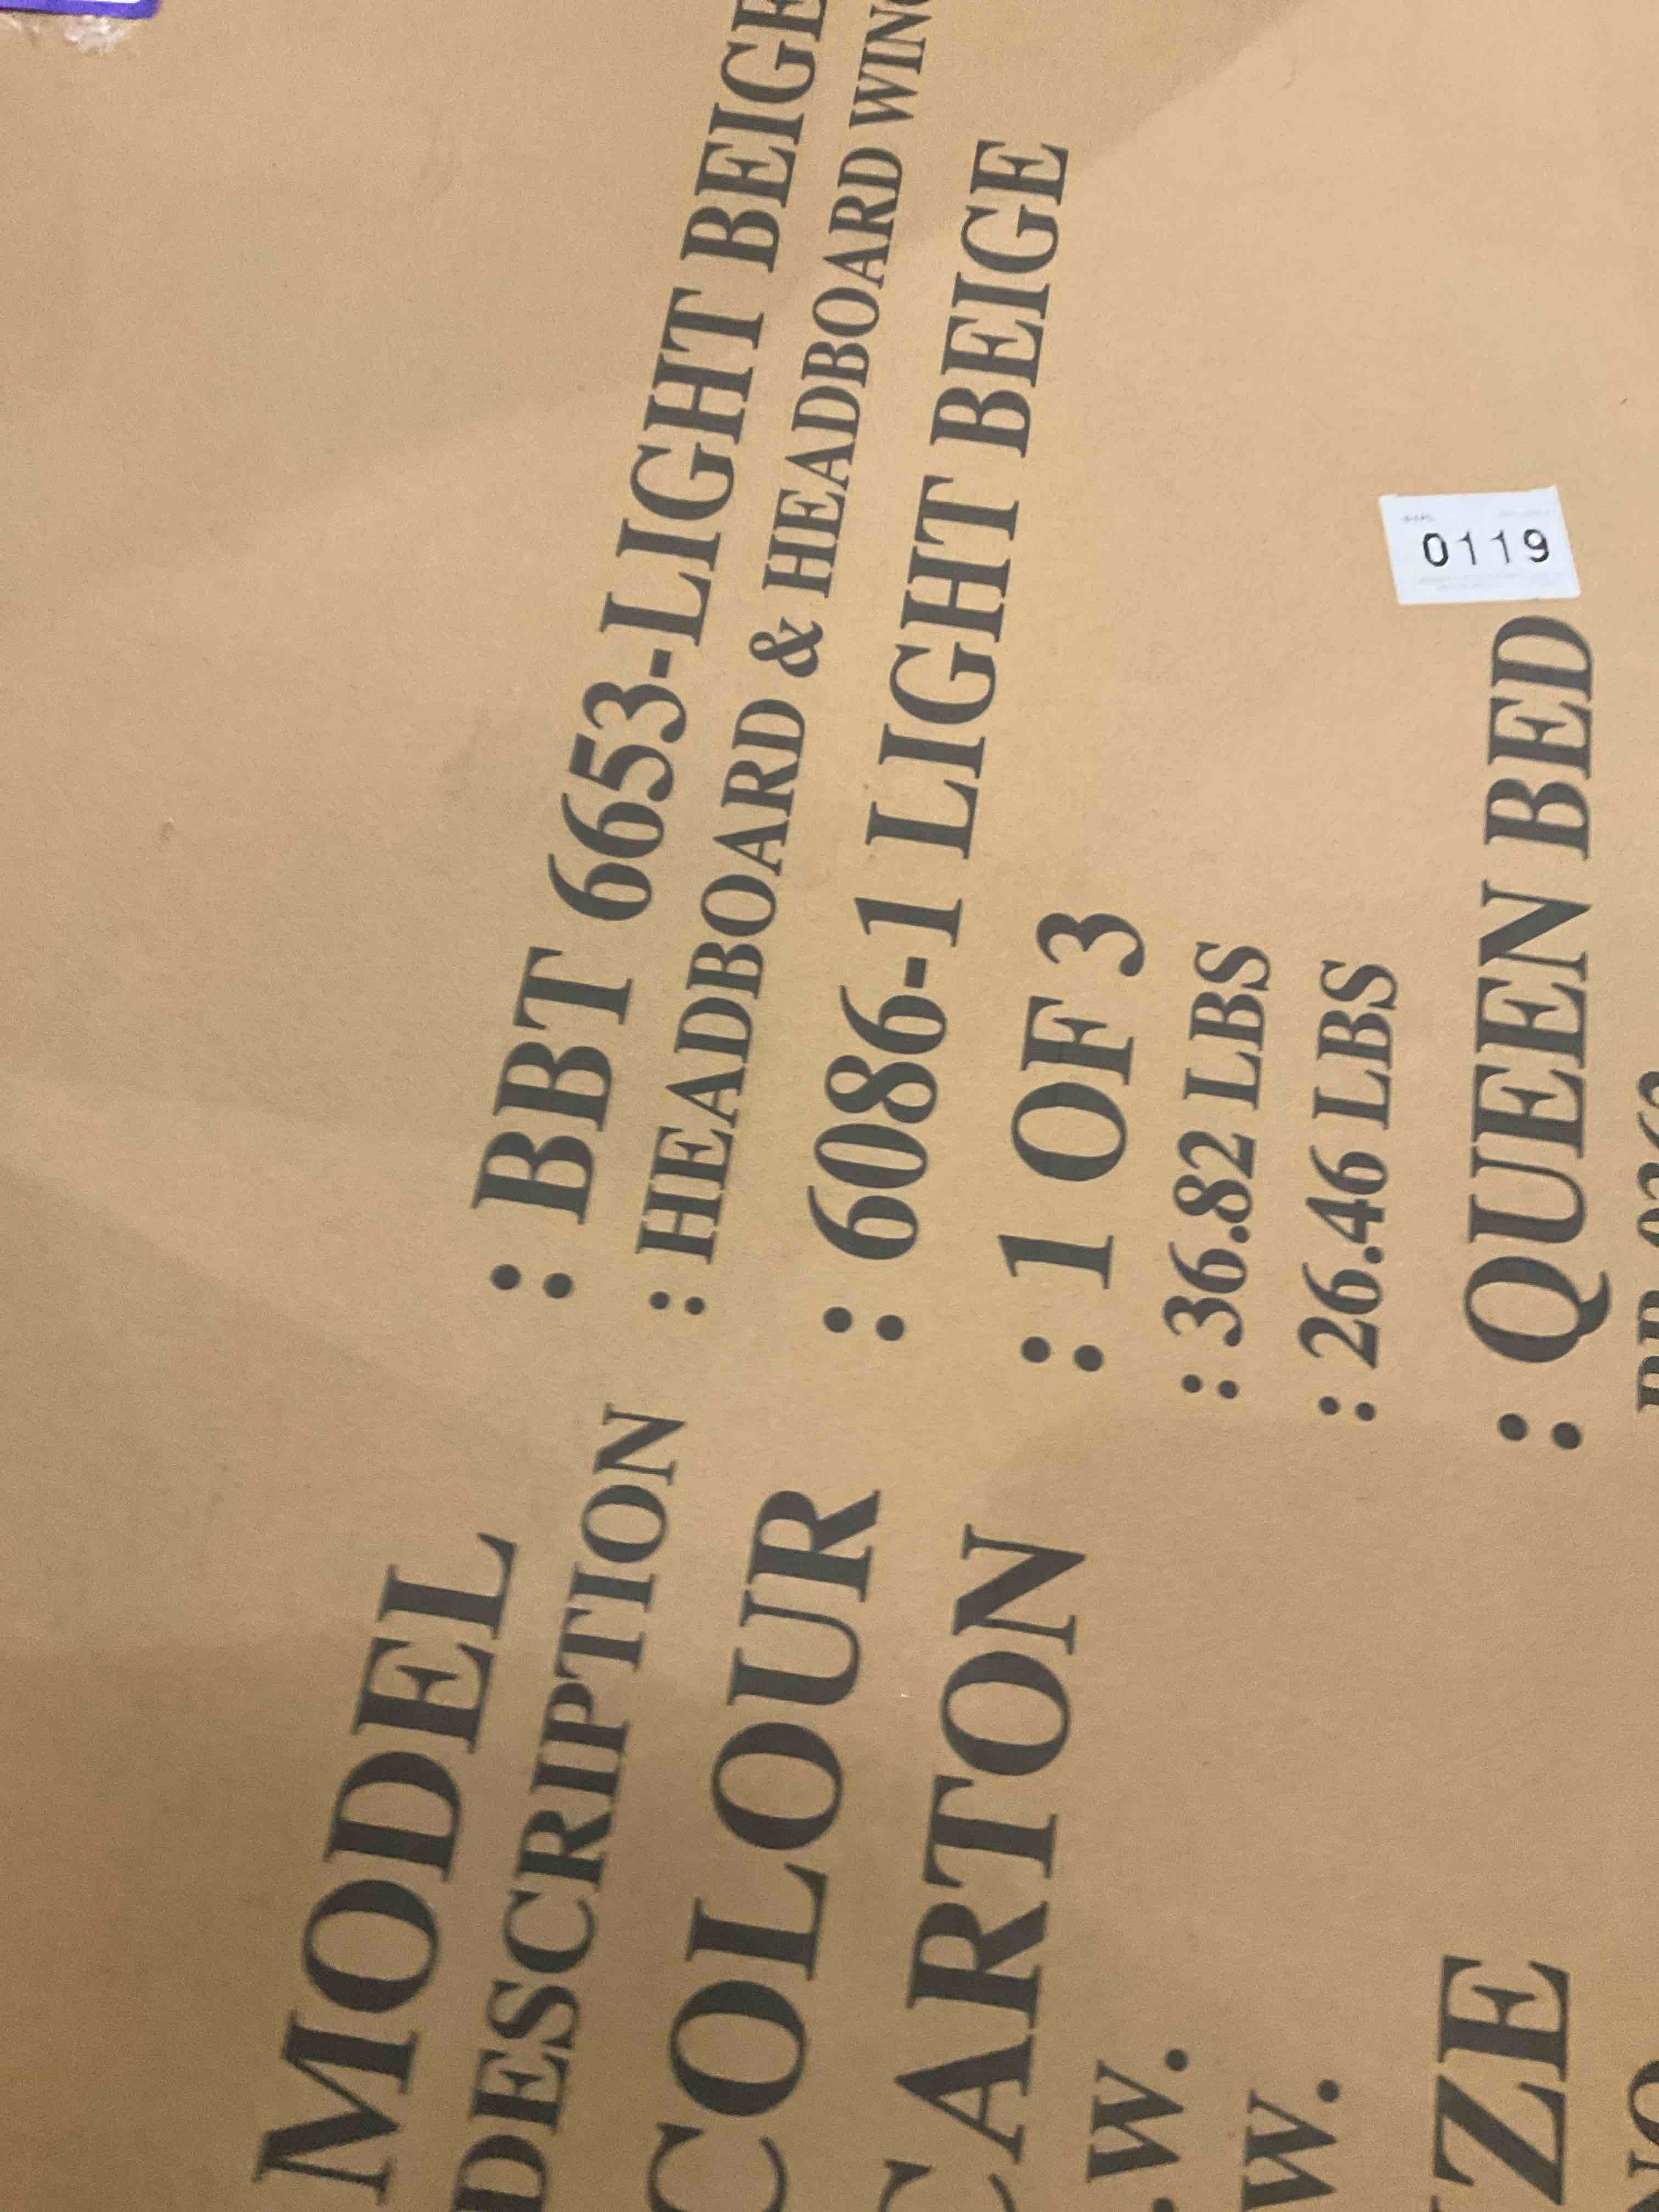 MODEL : BBT 6653-LIGHT BEIGE
DESCRIPTION : HEADBOARD & HEADBOARD
COLOUR : 6086-1 LIGHT BEIGE
CARTON : 1 OF 3
.W. : 36.82 LBS
.W. : 26.46 LBS
ZE : QUEEN BED
0119